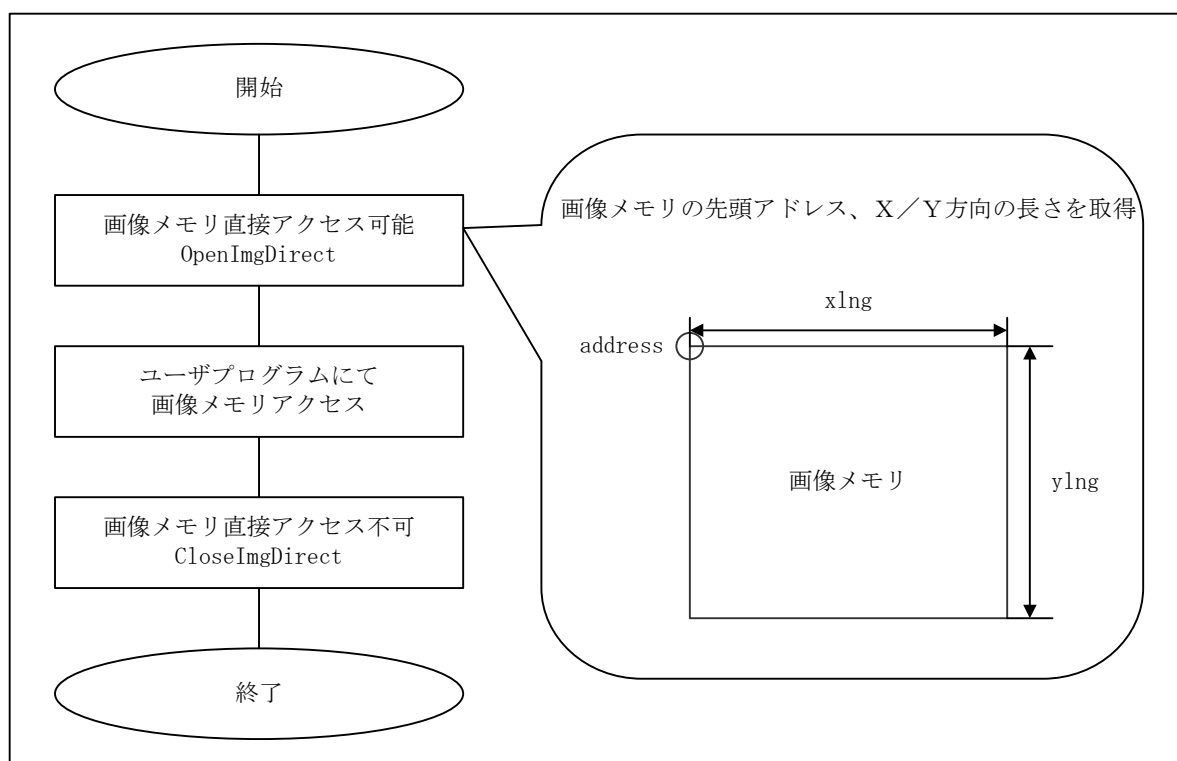 開始
画像メモリ直接アクセス可能
OpenImgDirect
ユーザプログラムにて
画像メモリアクセス
画像メモリ直接アクセス不可
CloseImgDirect
終了
画像メモリの先頭アドレス、X/Y方向の長さを取得
xlng
address
画像メモリ
ylng